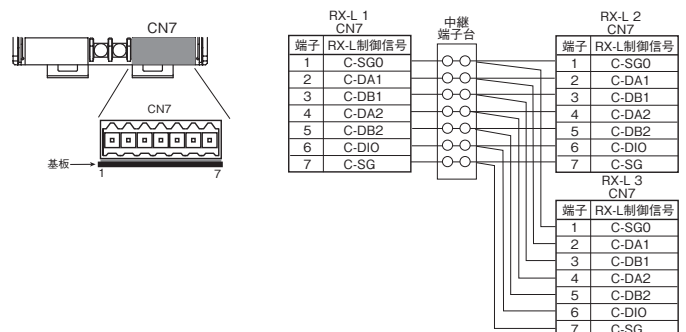 CN7
CN7
基板
1 7
RX-L 1
CN7
端子 RX-L制御信号
1 C-SG0
2 C-DA1
3 C-DB1
4 C-DA2
5 C-DB2
6 C-DIO
7 C-SG
中継
端子台
RX-L 2
CN7
端子 RX-L制御信号
1 C-SG0
2 C-DA1
3 C-DB1
4 C-DA2
5 C-DB2
6 C-DIO
7 C-SG
RX-L 3
CN7
端子 RX-L制御信号
1 C-SG0
2 C-DA1
3 C-DB1
4 C-DA2
5 C-DB2
6 C-DIO
7 C-SG